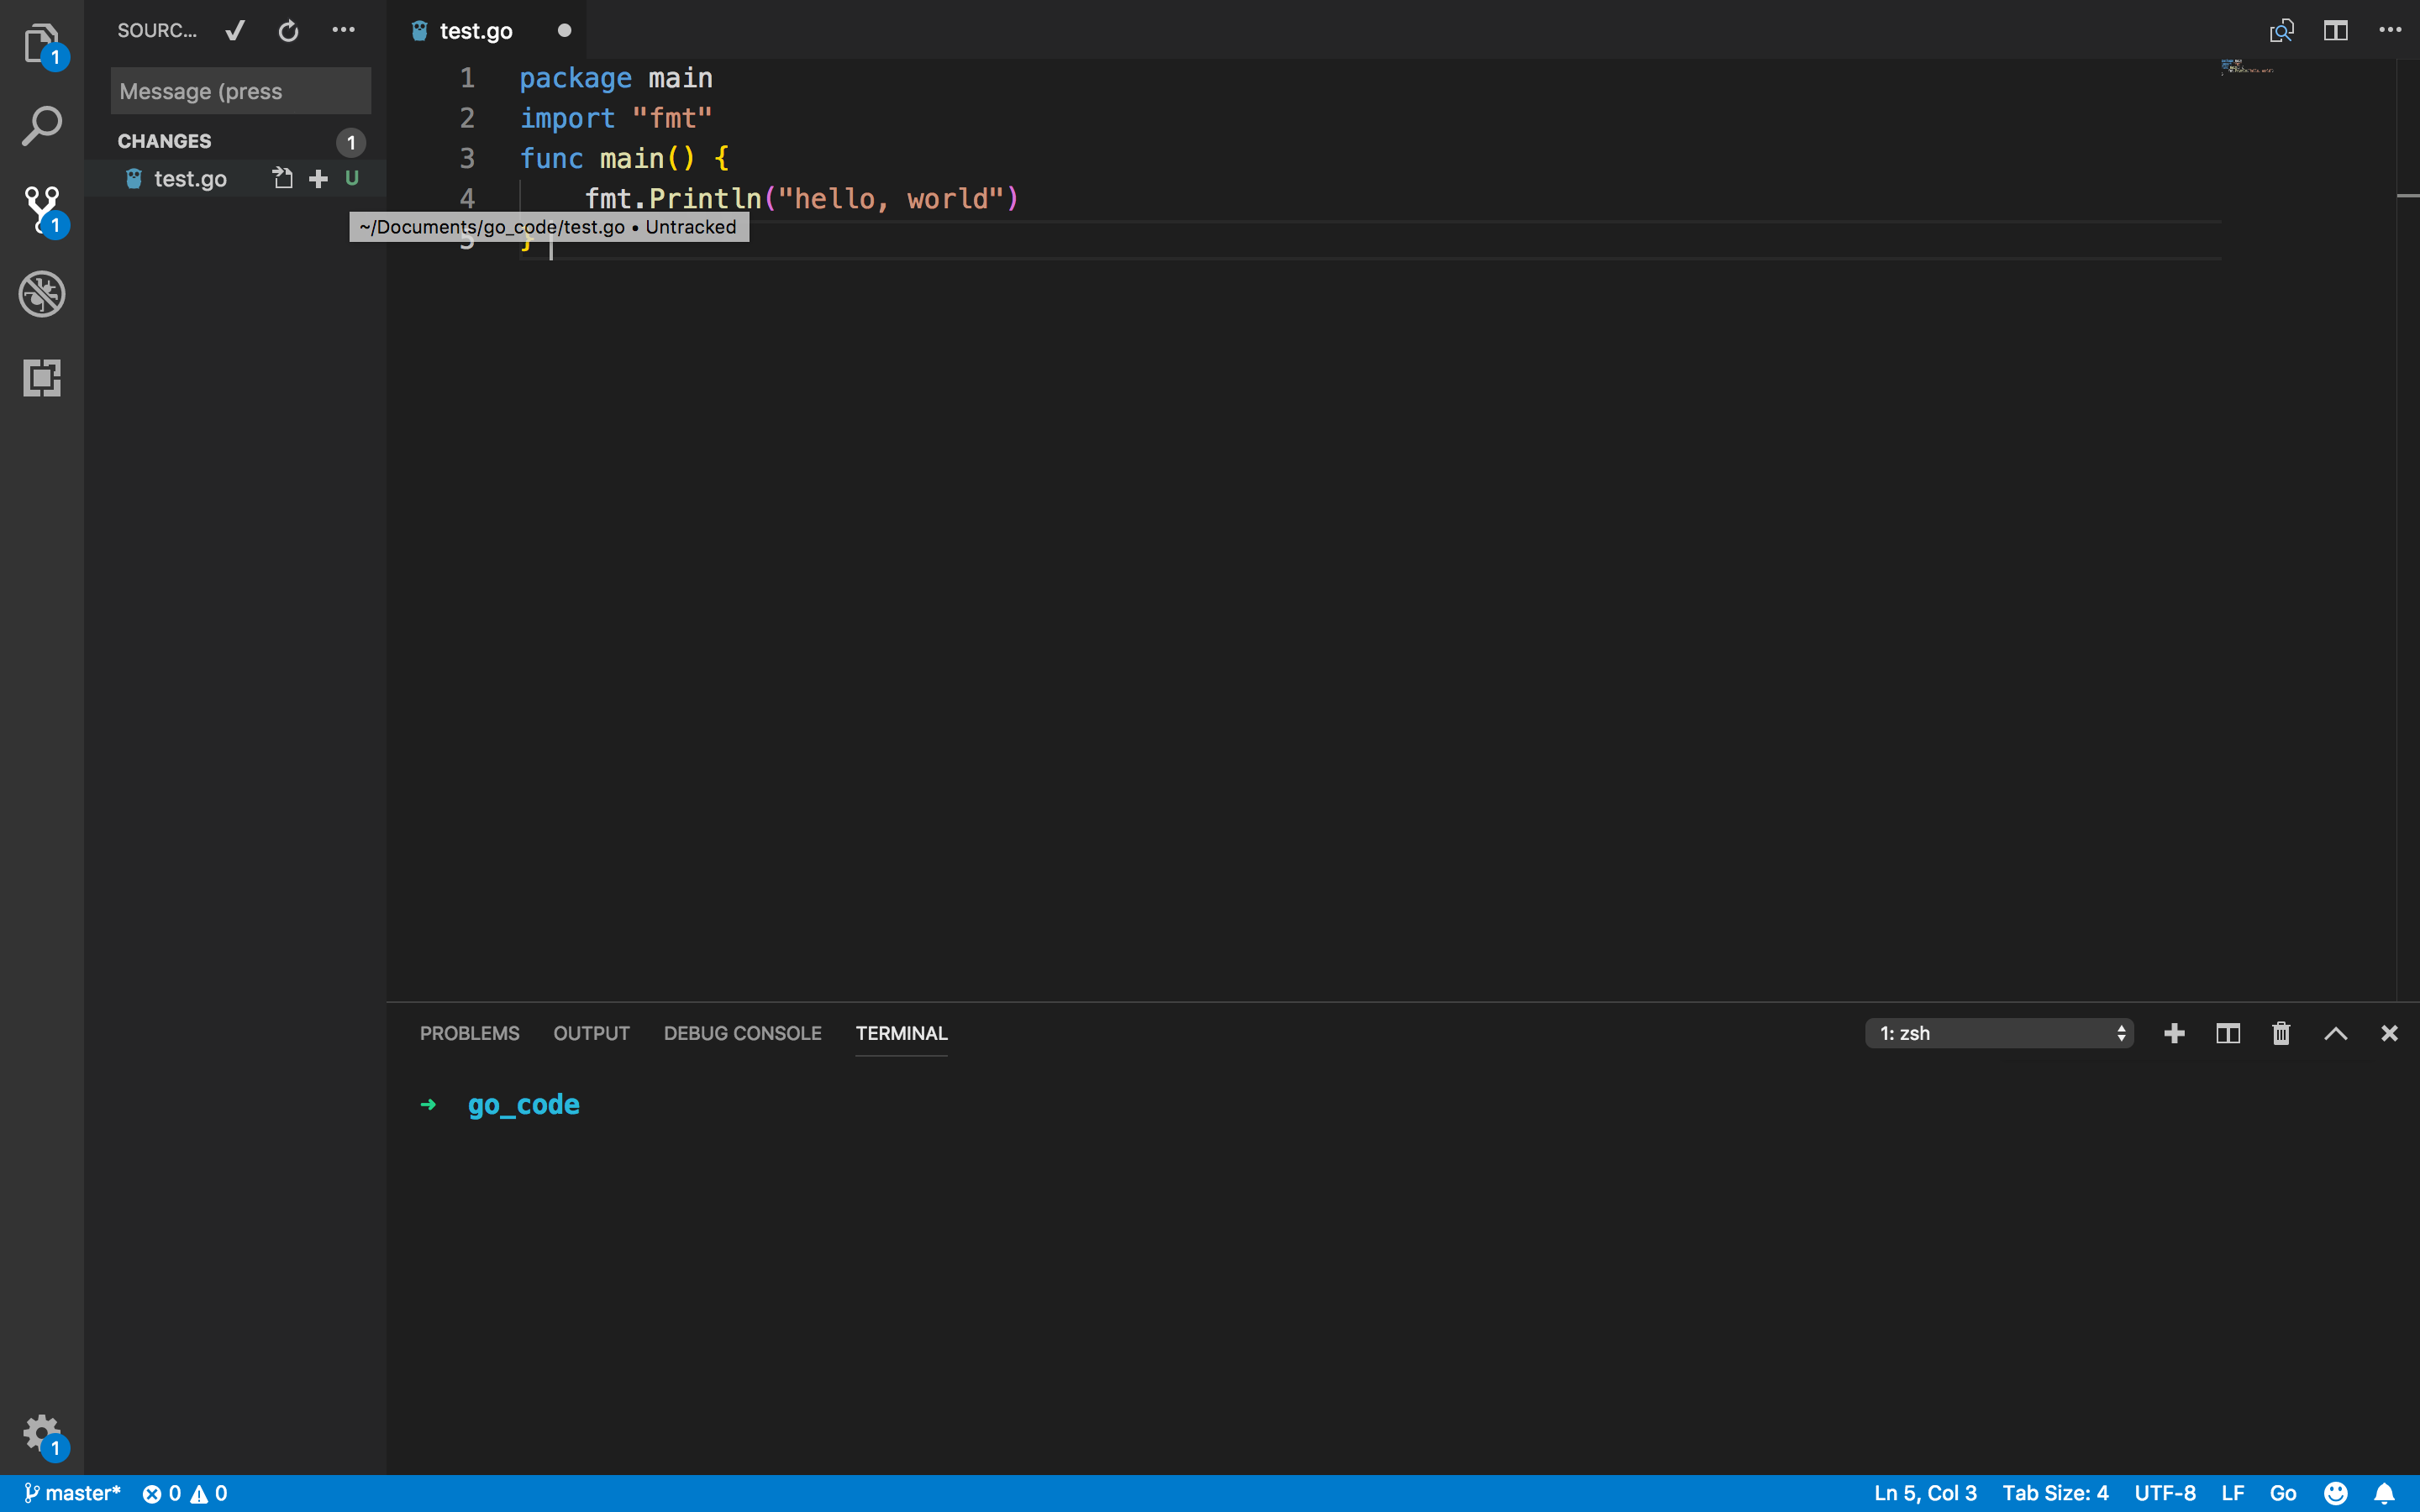 SOURC...
Message (press
CHANGES 1
test.go U
~/Documents/go_code/test.go • Untracked
test.go
1 package main
2 import "fmt"
3 func main() {
4 fmt.Println("hello, world")
5 }
PROBLEMS OUTPUT DEBUG CONSOLE TERMINAL 1: zsh
➜ go_code
1
1
1
master* 0 0 Ln 5, Col 3 Tab Size: 4 UTF-8 LF Go